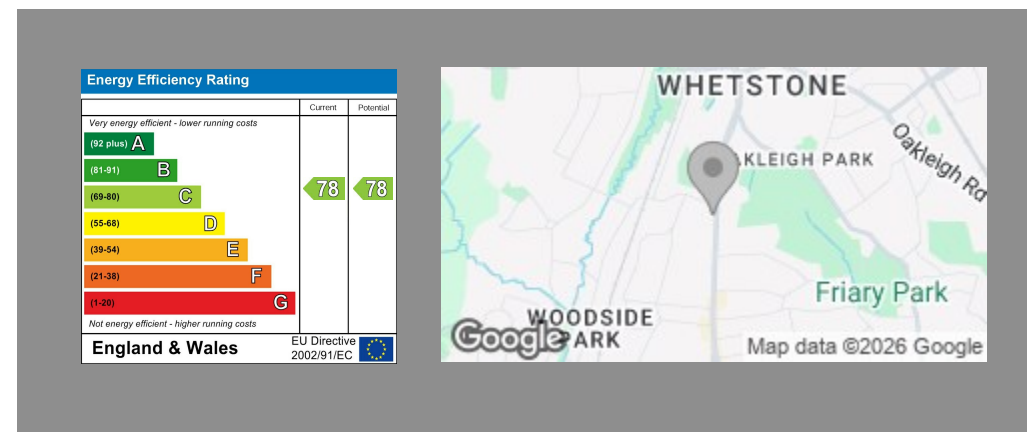 Energy Efficiency Rating
Current Potential
Very energy efficient - lower running costs
(92 plus) A
(81-91) B
(69-80) C
78 78
(55-68) D
(39-54) E
(21-38) F
(1-20) G
Not energy efficient - higher running costs
England & Wales
EU Directive
2002/91/EC
WHETSTONE
Oakleigh Rd
KLEIGH PARK
Friary Park
WOODSIDE
PARK
Google
Map data ©2026 Google